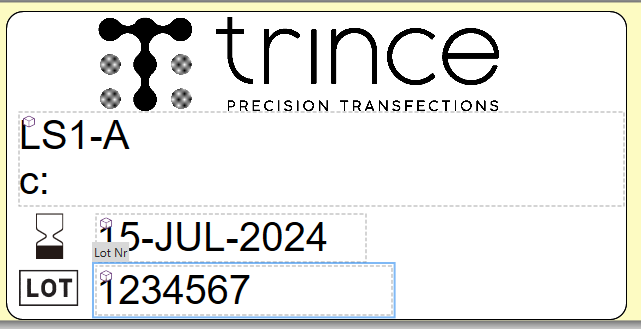 trince
PRECISION TRANSFECTIONS
LS1-A
c:
15-JUL-2024
Lot Nr
LOT 1234567